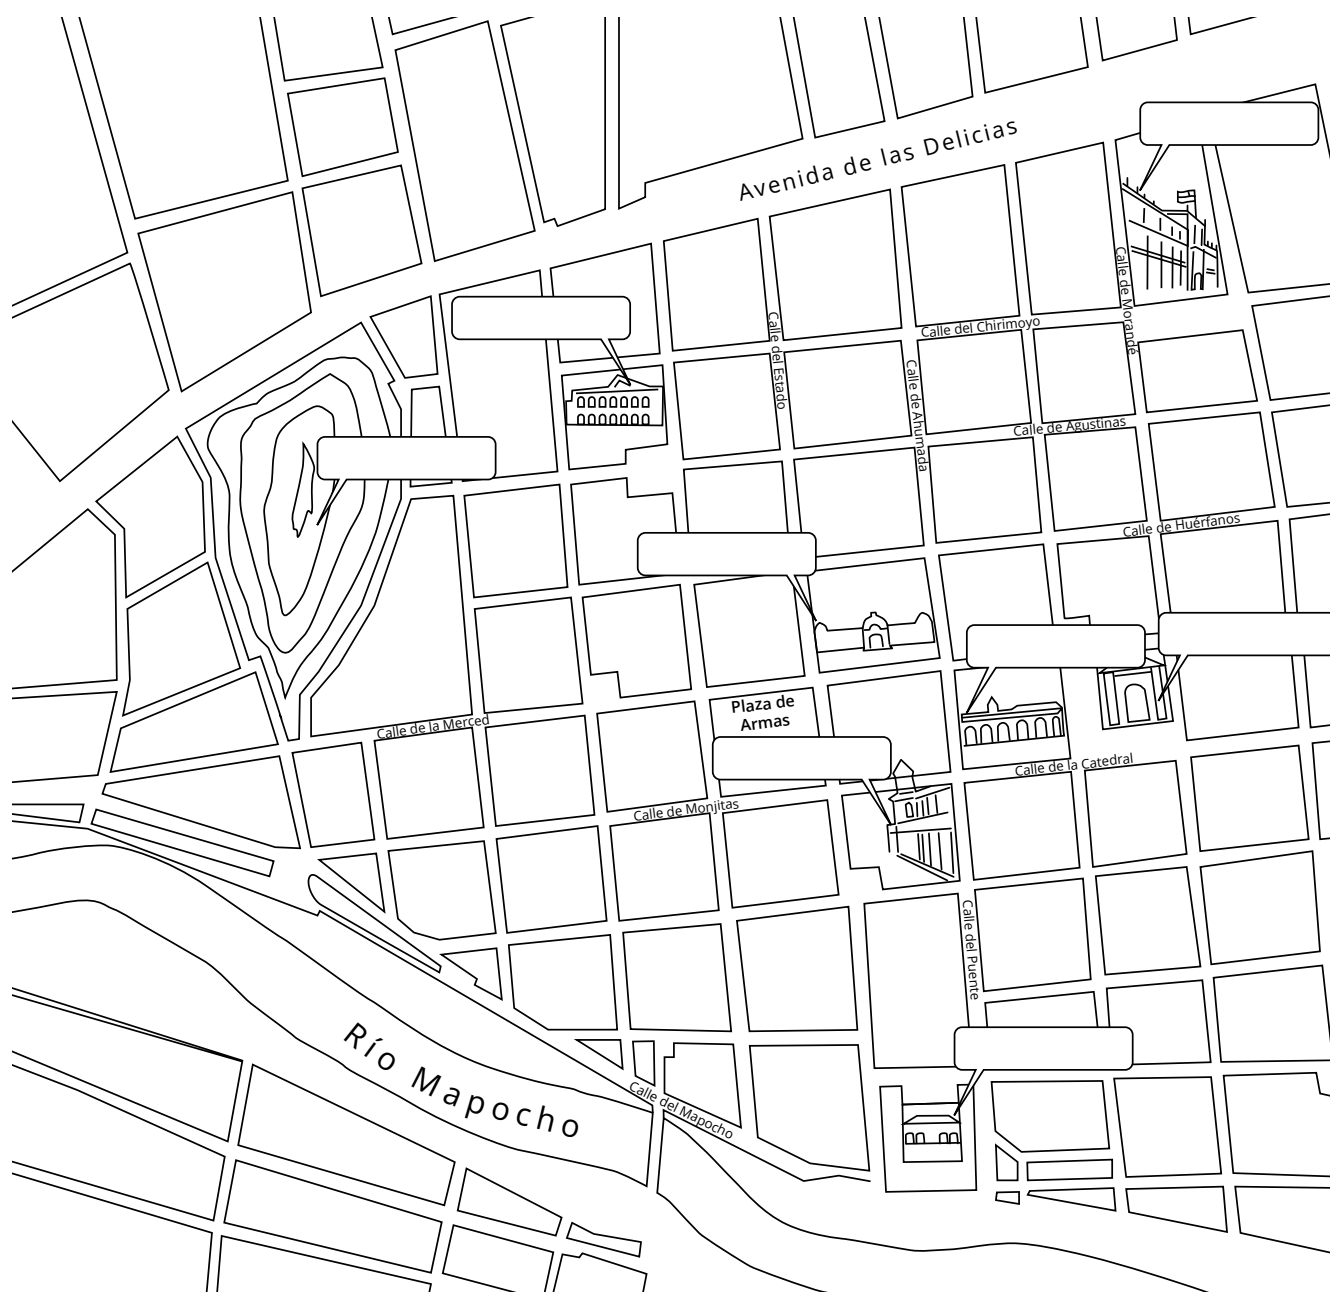 Avenida de las Delicias
Calle de Morandé
Calle del Chirimoyo
Calle del Estado
Calle de Ahumada
Calle de Agustinas
Calle de Huérfanos
Plaza de
Armas
Calle de la Merced
Calle de la Catedral
Calle de Monjitas
Calle del Puente
Río Mapocho
Calle del Mapocho